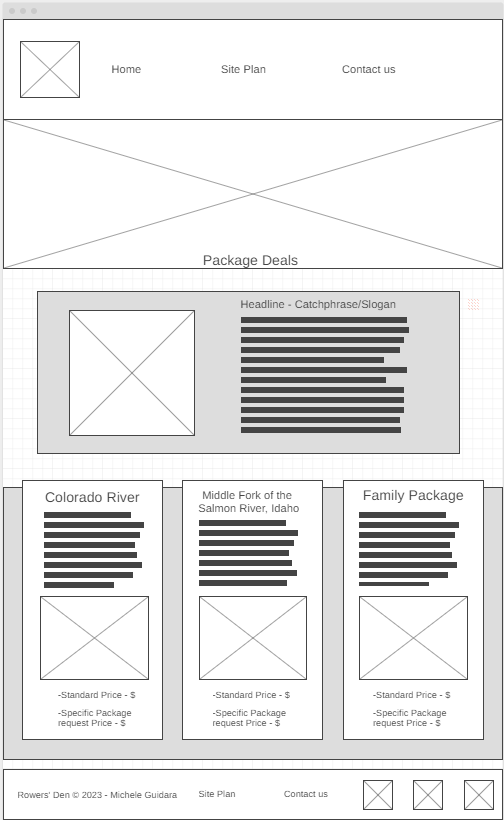 Home Site Plan Contact us
Package Deals
Headline - Catchphrase/Slogan
Colorado River
Middle Fork of the
Salmon River, Idaho
Family Package
-Standard Price - $
-Specific Package
request Price - $
-Standard Price - $
-Specific Package
request Price - $
-Standard Price - $
-Specific Package
request Price - $
Rowers' Den © 2023 - Michele Guidara Site Plan Contact us